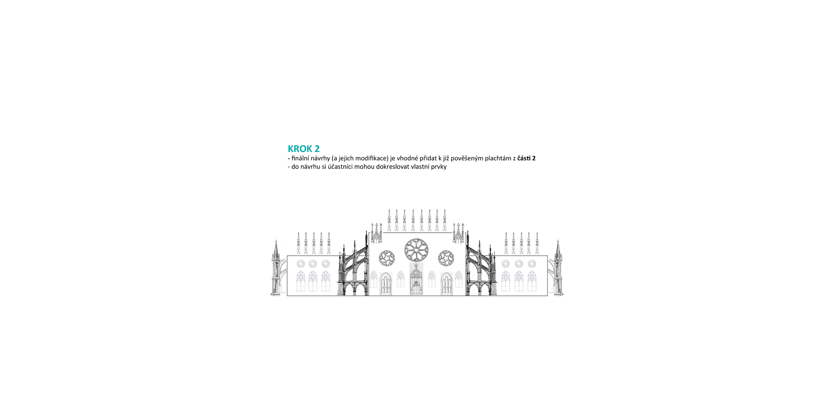 KROK 2
- finální návrhy (a jejich modifikace) je vhodné přidat k již pověšeným plachtám z části 2
- do návrhu si účastníci mohou dokreslovat vlastní prvky